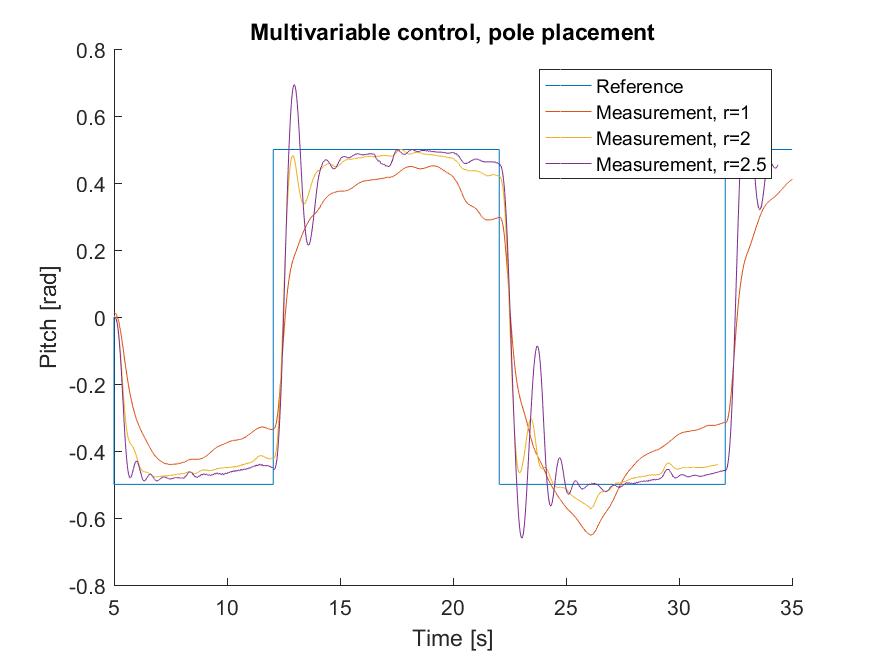 Multivariable control, pole placement
0.8
0.6
0.4
0.2
0
-0.2
-0.4
-0.6
-0.8
Pitch [rad]
Reference
Measurement, r=1
Measurement, r=2
Measurement, r=2.5
5 10 15 20 25 30 35
Time [s]